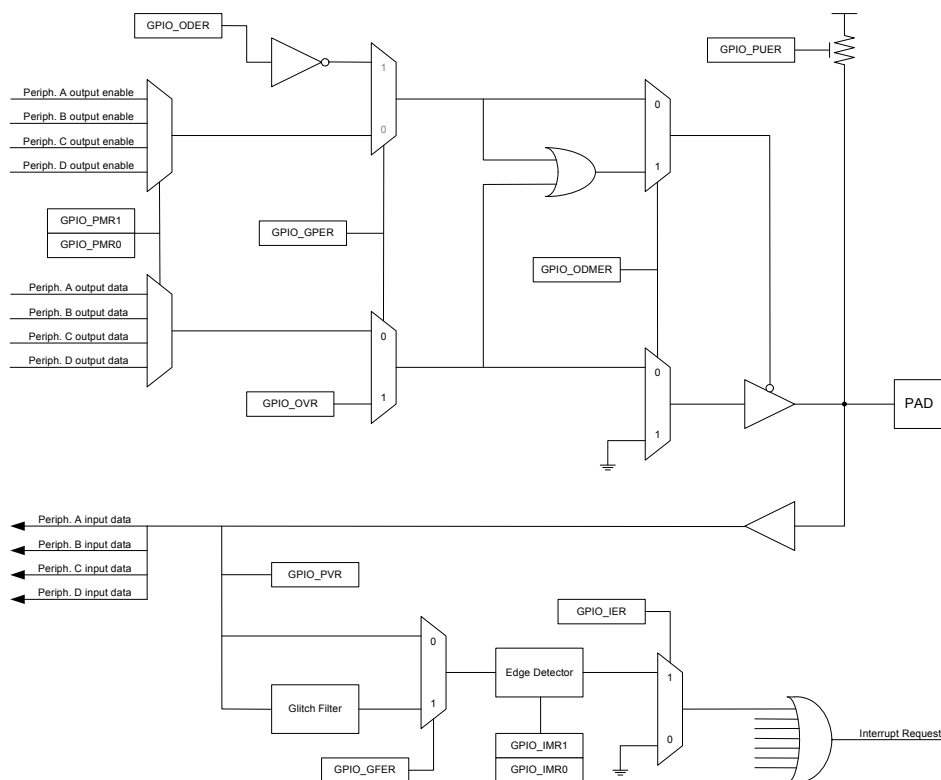 GPIO_ODER
GPIO_PUER
1
Periph. A output enable
0
Periph. B output enable
0
Periph. C output enable
1
Periph. D output enable
GPIO_PMR1
GPIO_PMR0
GPIO_GPER
GPIO_ODMER
Periph. A output data
Periph. B output data
0
Periph. C output data
Periph. D output data
0
GPIO_OVR
1
PAD
1
Periph. A input data
Periph. B input data
Periph. C input data
Periph. D input data
GPIO_PVR
GPIO_IER
0
Edge Detector
1
Glitch Filter
1
0
Interrupt Request
GPIO_IMR1
GPIO_GFER
GPIO_IMR0